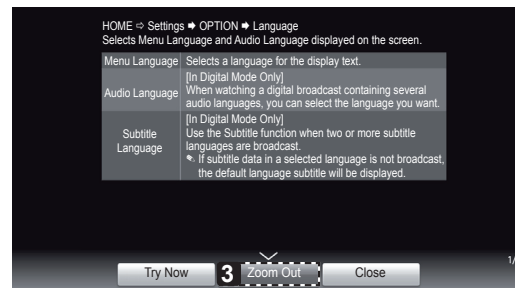 HOME ⇨ Settings ➡ OPTION ➡ Language
Selects Menu Language and Audio Language displayed on the screen.
Menu Language Selects a language for the display text.
Audio Language
[In Digital Mode Only]
When watching a digital broadcast containing several
audio languages, you can select the language you want.
Subtitle
Language
[In Digital Mode Only]
Use the Subtitle function when two or more subtitle
languages are broadcast.
✎ If subtitle data in a selected language is not broadcast,
the default language subtitle will be displayed.
1/
Try Now 3 Zoom Out Close